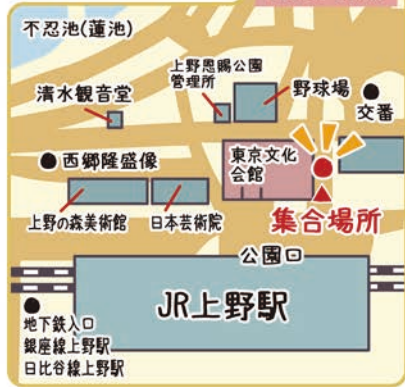 不忍池(蓮池)
上野恩賜公園
管理所
野球場
清水観音堂
交番
西郷隆盛像
東京文化
会館
上野の森美術館
日本芸術院
集合場所
公園口
JR上野駅
地下鉄入口
銀座線上野駅
日比谷線上野駅